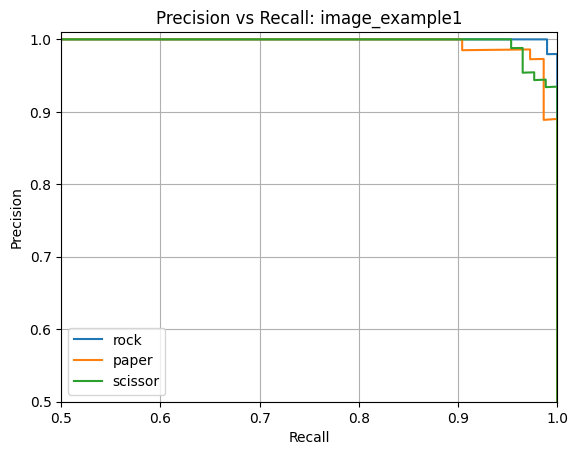 Precision vs Recall: image_example1
1.0
0.9
0.8
0.7
0.6
0.5
Precision
rock
paper
scissor
0.5 0.6 0.7 0.8 0.9 1.0
Recall